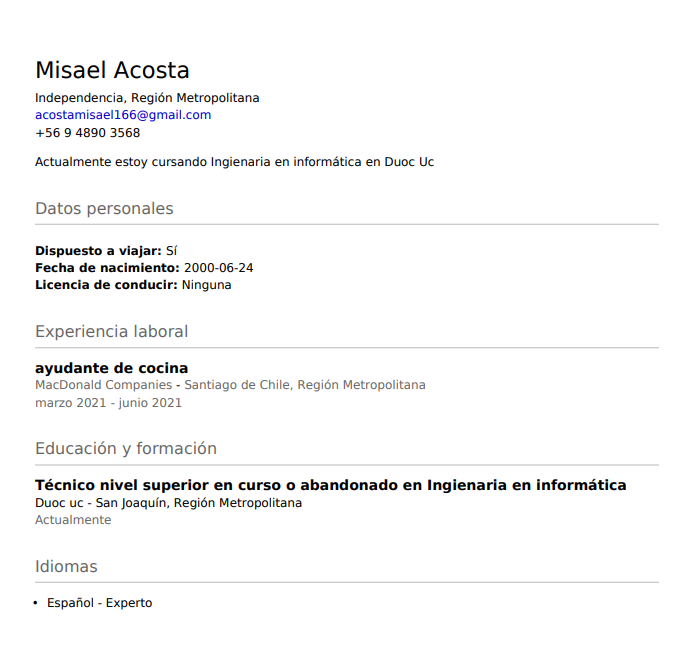 Misael Acosta
Independencia, Región Metropolitana
acostamisael166@gmail.com
+56 9 4890 3568
Actualmente estoy cursando Ingienaria en informática en Duoc Uc
Datos personales
Dispuesto a viajar: Sí
Fecha de nacimiento: 2000-06-24
Licencia de conducir: Ninguna
Experiencia laboral
ayudante de cocina
MacDonald Companies - Santiago de Chile, Región Metropolitana
marzo 2021 - junio 2021
Educación y formación
Técnico nivel superior en curso o abandonado en Ingienaria en informática
Duoc uc - San Joaquín, Región Metropolitana
Actualmente
Idiomas
• Español - Experto